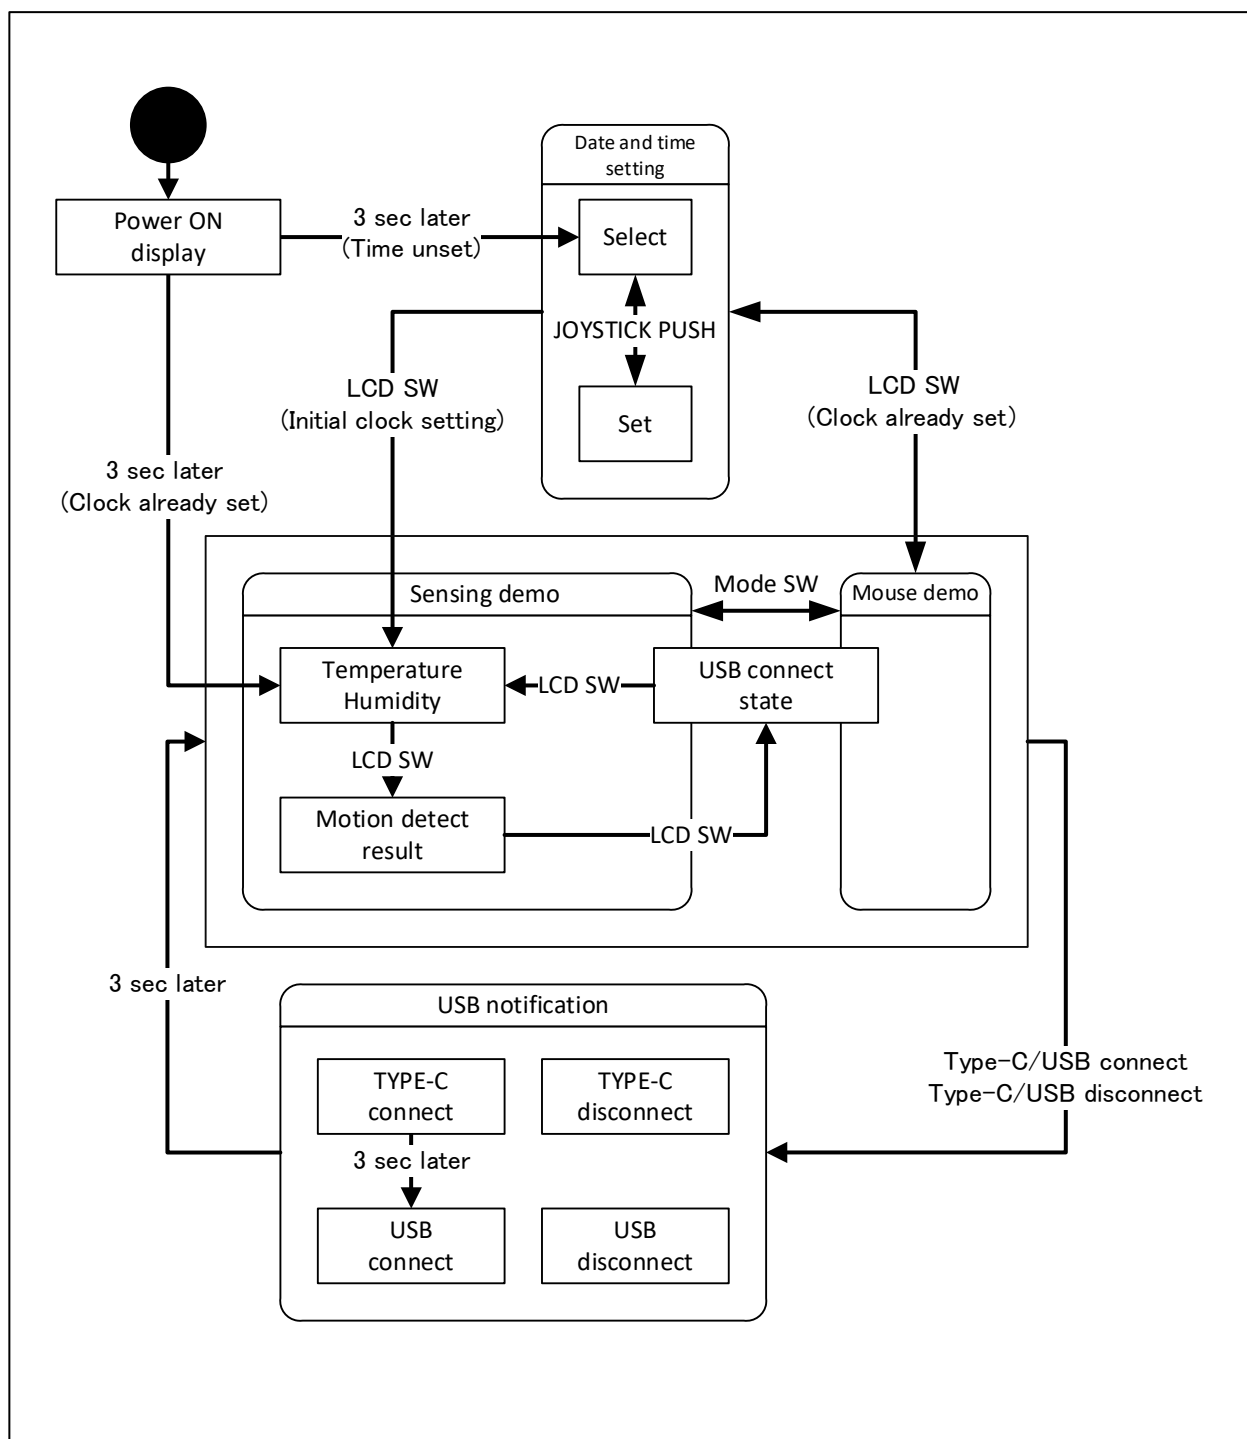 Date and time
setting
Power ON
display
3 sec later
(Time unset)
Select
JOYSTICK PUSH
Set
LCD SW
(Initial clock setting)
LCD SW
(Clock already set)
3 sec later
(Clock already set)
Sensing demo
Mode SW
Mouse demo
Temperature
Humidity
LCD SW
USB connect
state
LCD SW
Motion detect
result
LCD SW
3 sec later
USB notification
TYPE-C
connect
TYPE-C
disconnect
Type-C/USB connect
Type-C/USB disconnect
3 sec later
USB
connect
USB
disconnect